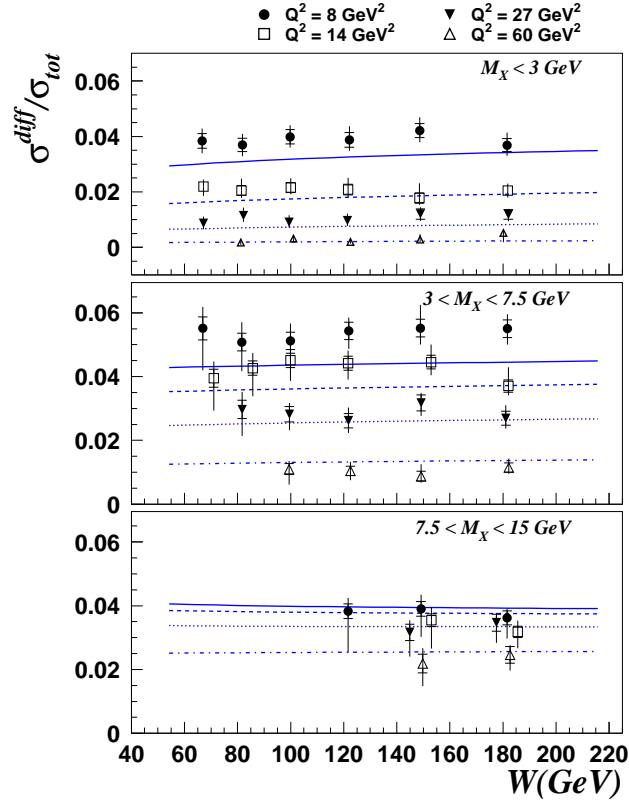 Q² = 8 GeV² Q² = 27 GeV²
Q² = 14 GeV² Q² = 60 GeV²
σ^diff/σ_tot
M_X < 3 GeV
0.06
0.04
0.02
0
3 < M_X < 7.5 GeV
0.06
0.04
0.02
0
7.5 < M_X < 15 GeV
0.06
0.04
0.02
0
40 60 80 100 120 140 160 180 200 220
W(GeV)